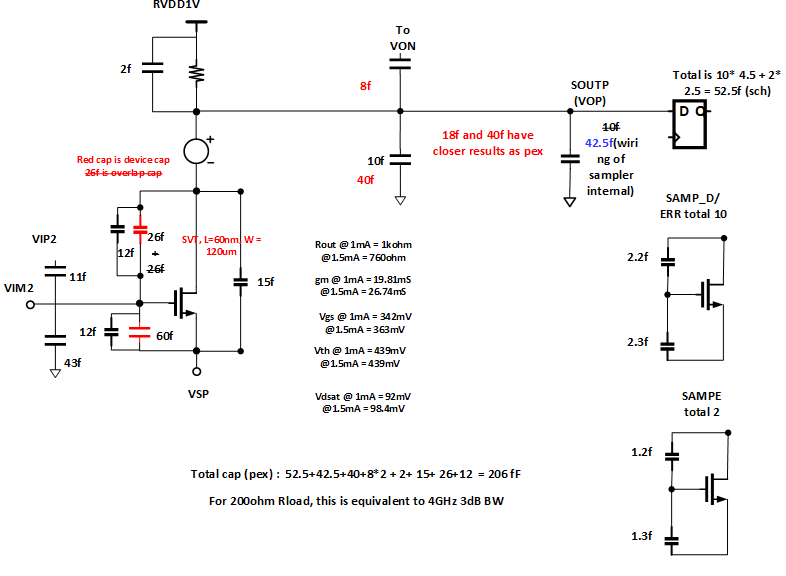 RVDD1V
2f
To
VON
8f
SOUTP
(VOP)
Total is 10* 4.5 + 2*
2.5 = 52.5f (sch)
D Q
10f
42.5f(wiri
ng of
sampler
internal)
18f and 40f have
closer results as pex
10f
40f
Red cap is device cap
26f is overlap cap
+
-
SAMP_D/
ERR total 10
2.2f
2.3f
26f
+
26f
12f
SVT, L=60nm, W =
120um
15f
VIP2
11f
VIM2
12f
60f
43f
VSP
Rout @ 1mA = 1kohm
@1.5mA = 760ohm
gm @ 1mA = 19.81mS
@1.5mA = 26.74mS
Vgs @ 1mA = 342mV
@1.5mA = 363mV
Vth @ 1mA = 439mV
@1.5mA = 439mV
Vdsat @ 1mA = 92mV
@1.5mA = 98.4mV
SAMPE
total 2
1.2f
1.3f
Total cap (pex) : 52.5+42.5+40+8*2 + 2+ 15+ 26+12 = 206 fF
For 200ohm Rload, this is equivalent to 4GHz 3dB BW